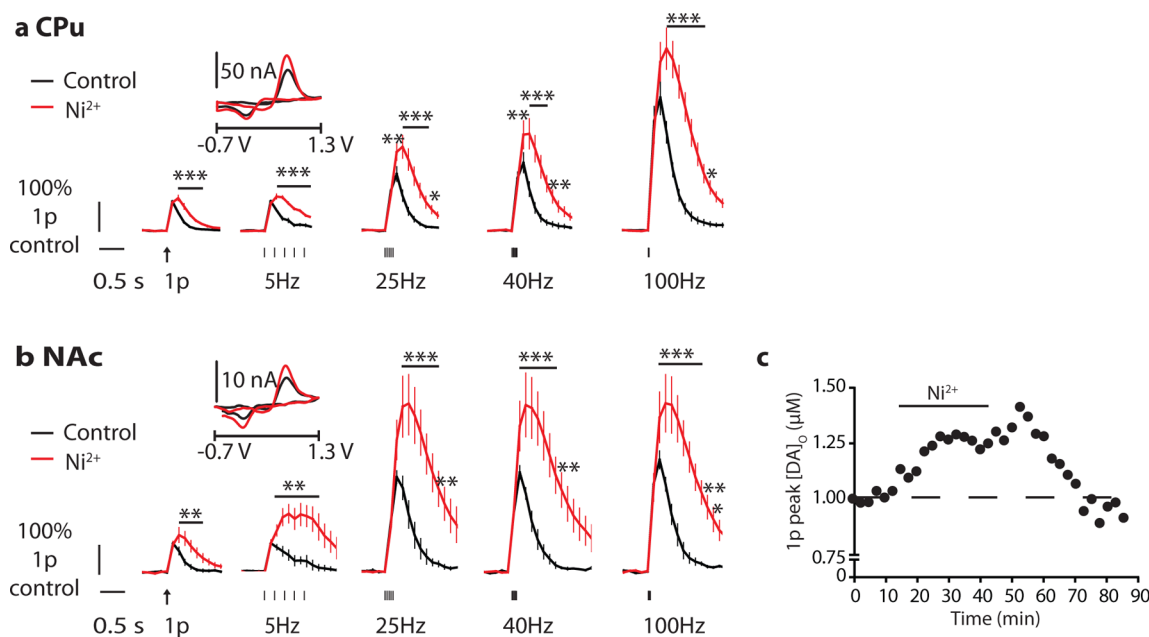 a CPu
Control
Ni²⁺
50 nA
-0.7 V 1.3 V
*** *** ** *** * ** *** ** *** *
100%
1p
control
0.5 s 1p 5Hz 25Hz 40Hz 100Hz
b NAc
Control
Ni²⁺
10 nA
-0.7 V 1.3 V
** ** *** ** *** ** *** ** *
100%
1p
control
0.5 s 1p 5Hz 25Hz 40Hz 100Hz
c
Ni²⁺
1p peak [DA]ₒ (µM)
1.50
1.25
1.00
0.75
0
0 10 20 30 40 50 60 70 80 90
Time (min)